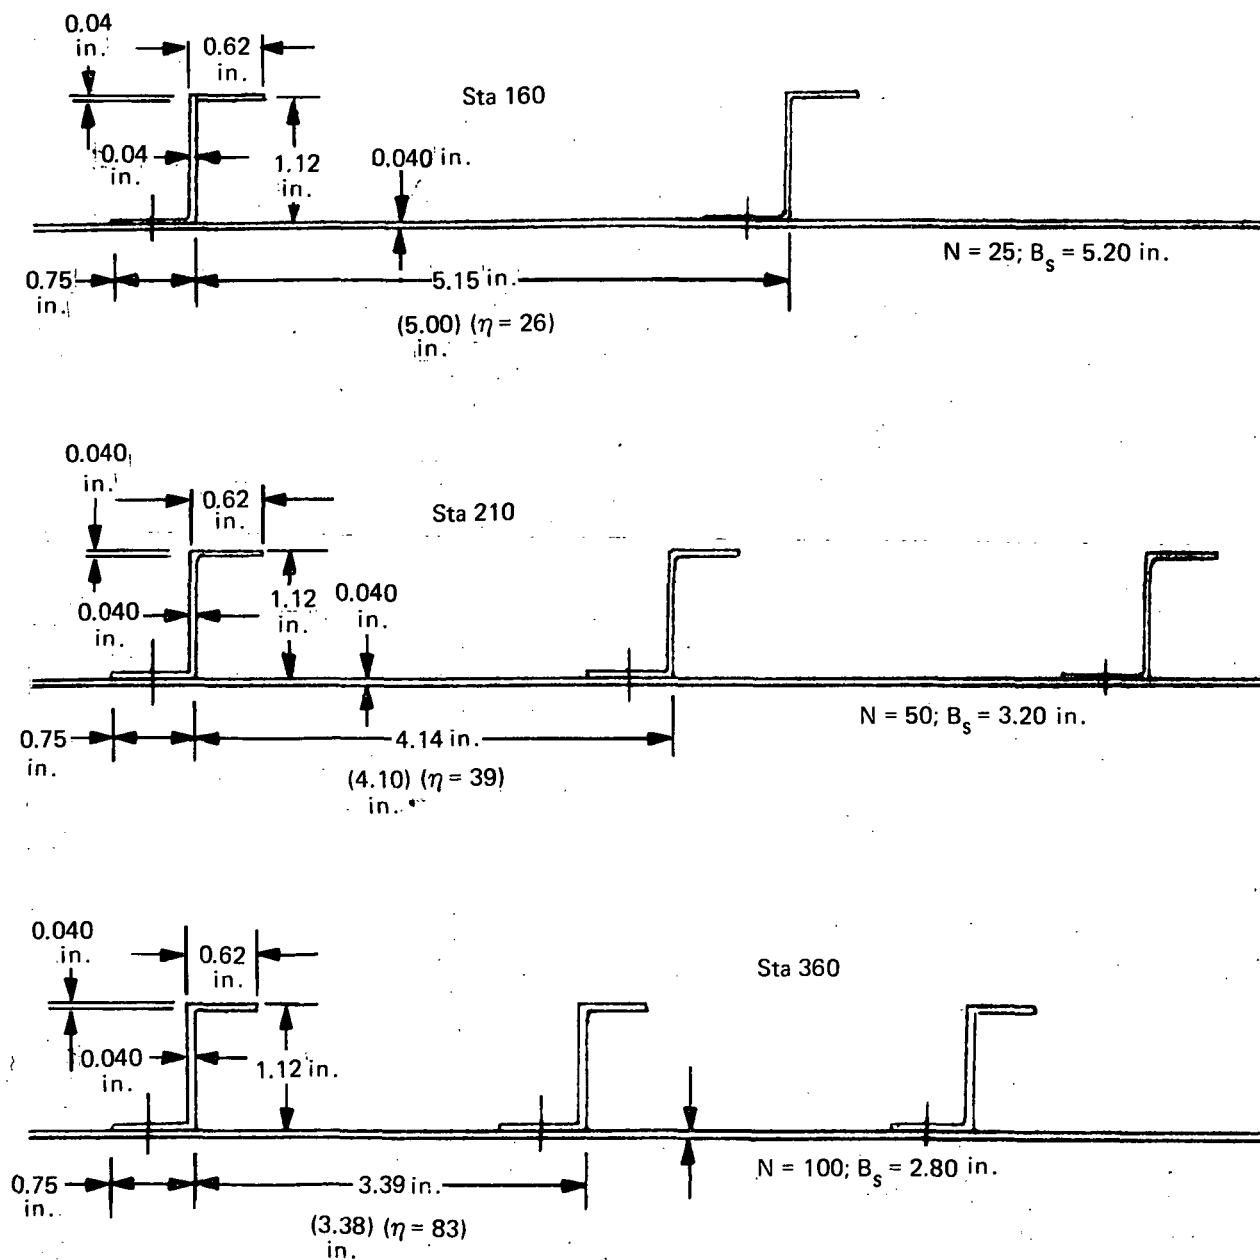 0.04
in.
0.62
in.
Sta 160
0.04
in.
1.12
in.
0.040 in.
N = 25; Bs = 5.20 in.
0.75
in.
5.15 in.
(5.00) (η = 26)
in.
0.040
in.
0.62
in.
Sta 210
0.040
in.
1.12
in.
0.040
in.
N = 50; Bs = 3.20 in.
0.75
in.
4.14 in.
(4.10) (η = 39)
in.
0.040
in.
0.62
in.
Sta 360
0.040
in.
1.12 in.
N = 100; Bs = 2.80 in.
0.75
in.
3.39 in.
(3.38) (η = 83)
in.